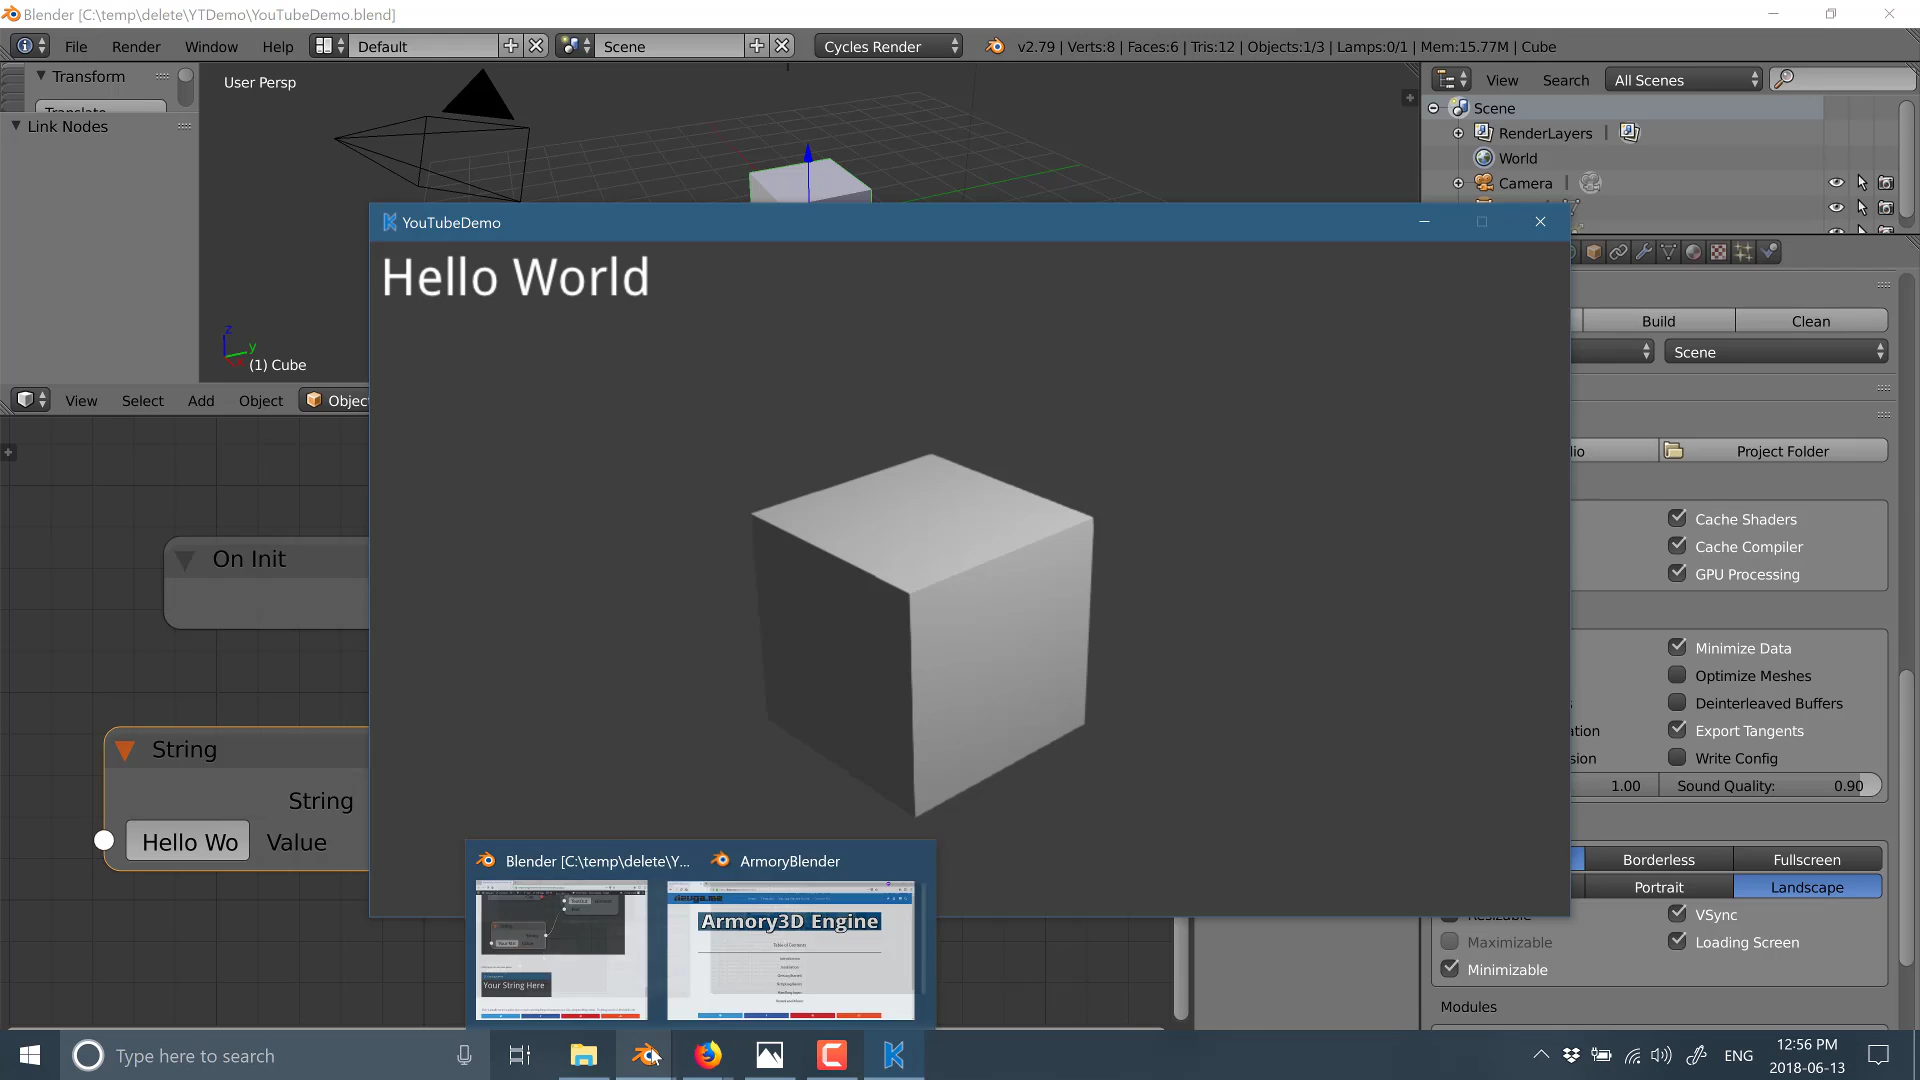 Blender [C:\temp\delete\YTDemo\YouTubeDemo.blend]
File Render Window Help Default Scene Cycles Render v2.79 | Verts:8 | Faces:6 | Tris:12 | Objects:1/3 | Lamps:0/1 | Mem:15.77M | Cube
Transform
Translate
Link Nodes
User Persp
z
y
(1) Cube
View Select Add Object Objec
View Search All Scenes
Scene
RenderLayers |
World
Camera |
YouTubeDemo
Hello World
Build Clean
Scene
dio Project Folder
Cache Shaders
Cache Compiler
GPU Processing
Minimize Data
Optimize Meshes
Deinterleaved Buffers
ation Export Tangents
sion Write Config
1.00 Sound Quality: 0.90
Borderless Fullscreen
Portrait Landscape
Resizable VSync
Maximizable Loading Screen
Minimizable
Modules
On Init
String
String
Hello Wo Value
Blender [C:\temp\delete\Y... ArmoryBlender
Your String Here
Armory3D Engine
Table of Contents
Type here to search
ENG
12:56 PM
2018-06-13